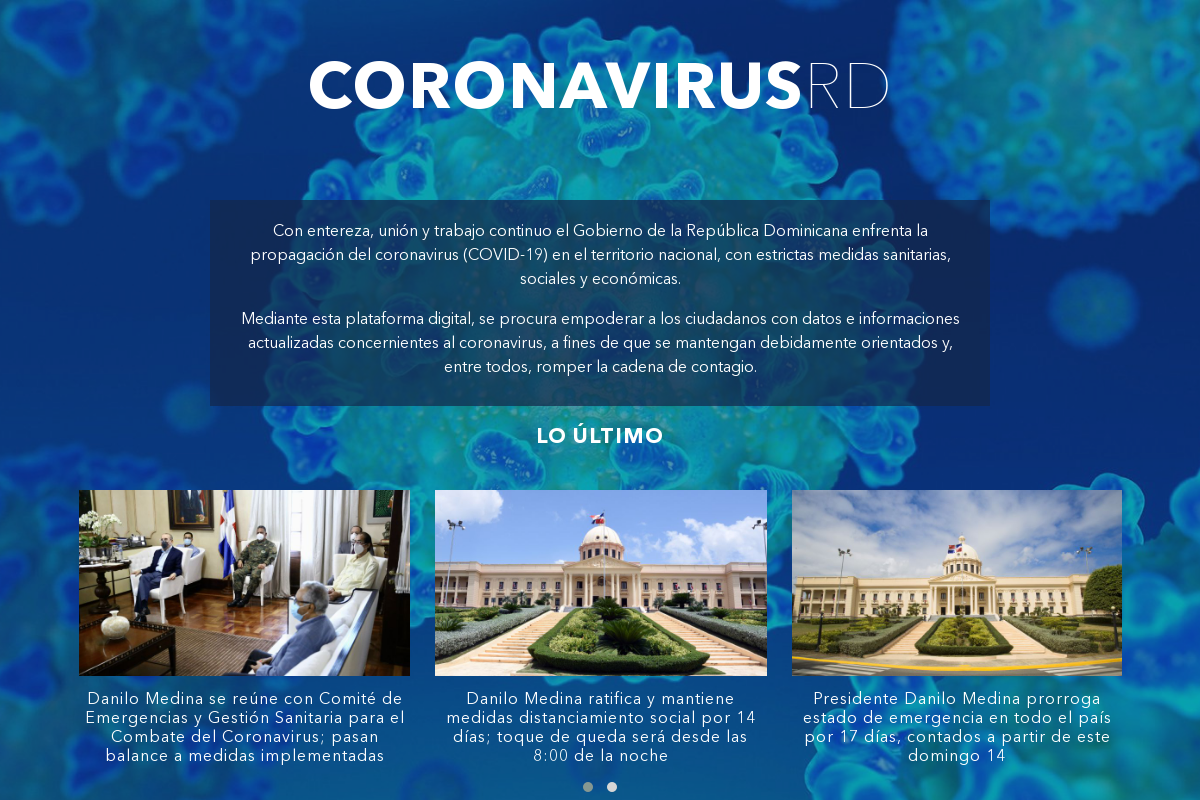 CORONAVIRUSRD
Con entereza, unión y trabajo continuo el Gobierno de la República Dominicana enfrenta la
propagación del coronavirus (COVID-19) en el territorio nacional, con estrictas medidas sanitarias,
sociales y económicas.
Mediante esta plataforma digital, se procura empoderar a los ciudadanos con datos e informaciones
actualizadas concernientes al coronavirus, a fines de que se mantengan debidamente orientados y,
entre todos, romper la cadena de contagio.
LO ÚLTIMO
Danilo Medina se reúne con Comité de
Emergencias y Gestión Sanitaria para el
Combate del Coronavirus; pasan
balance a medidas implementadas
Danilo Medina ratifica y mantiene
medidas distanciamiento social por 14
días; toque de queda será desde las
8:00 de la noche
Presidente Danilo Medina prorroga
estado de emergencia en todo el país
por 17 días, contados a partir de este
domingo 14